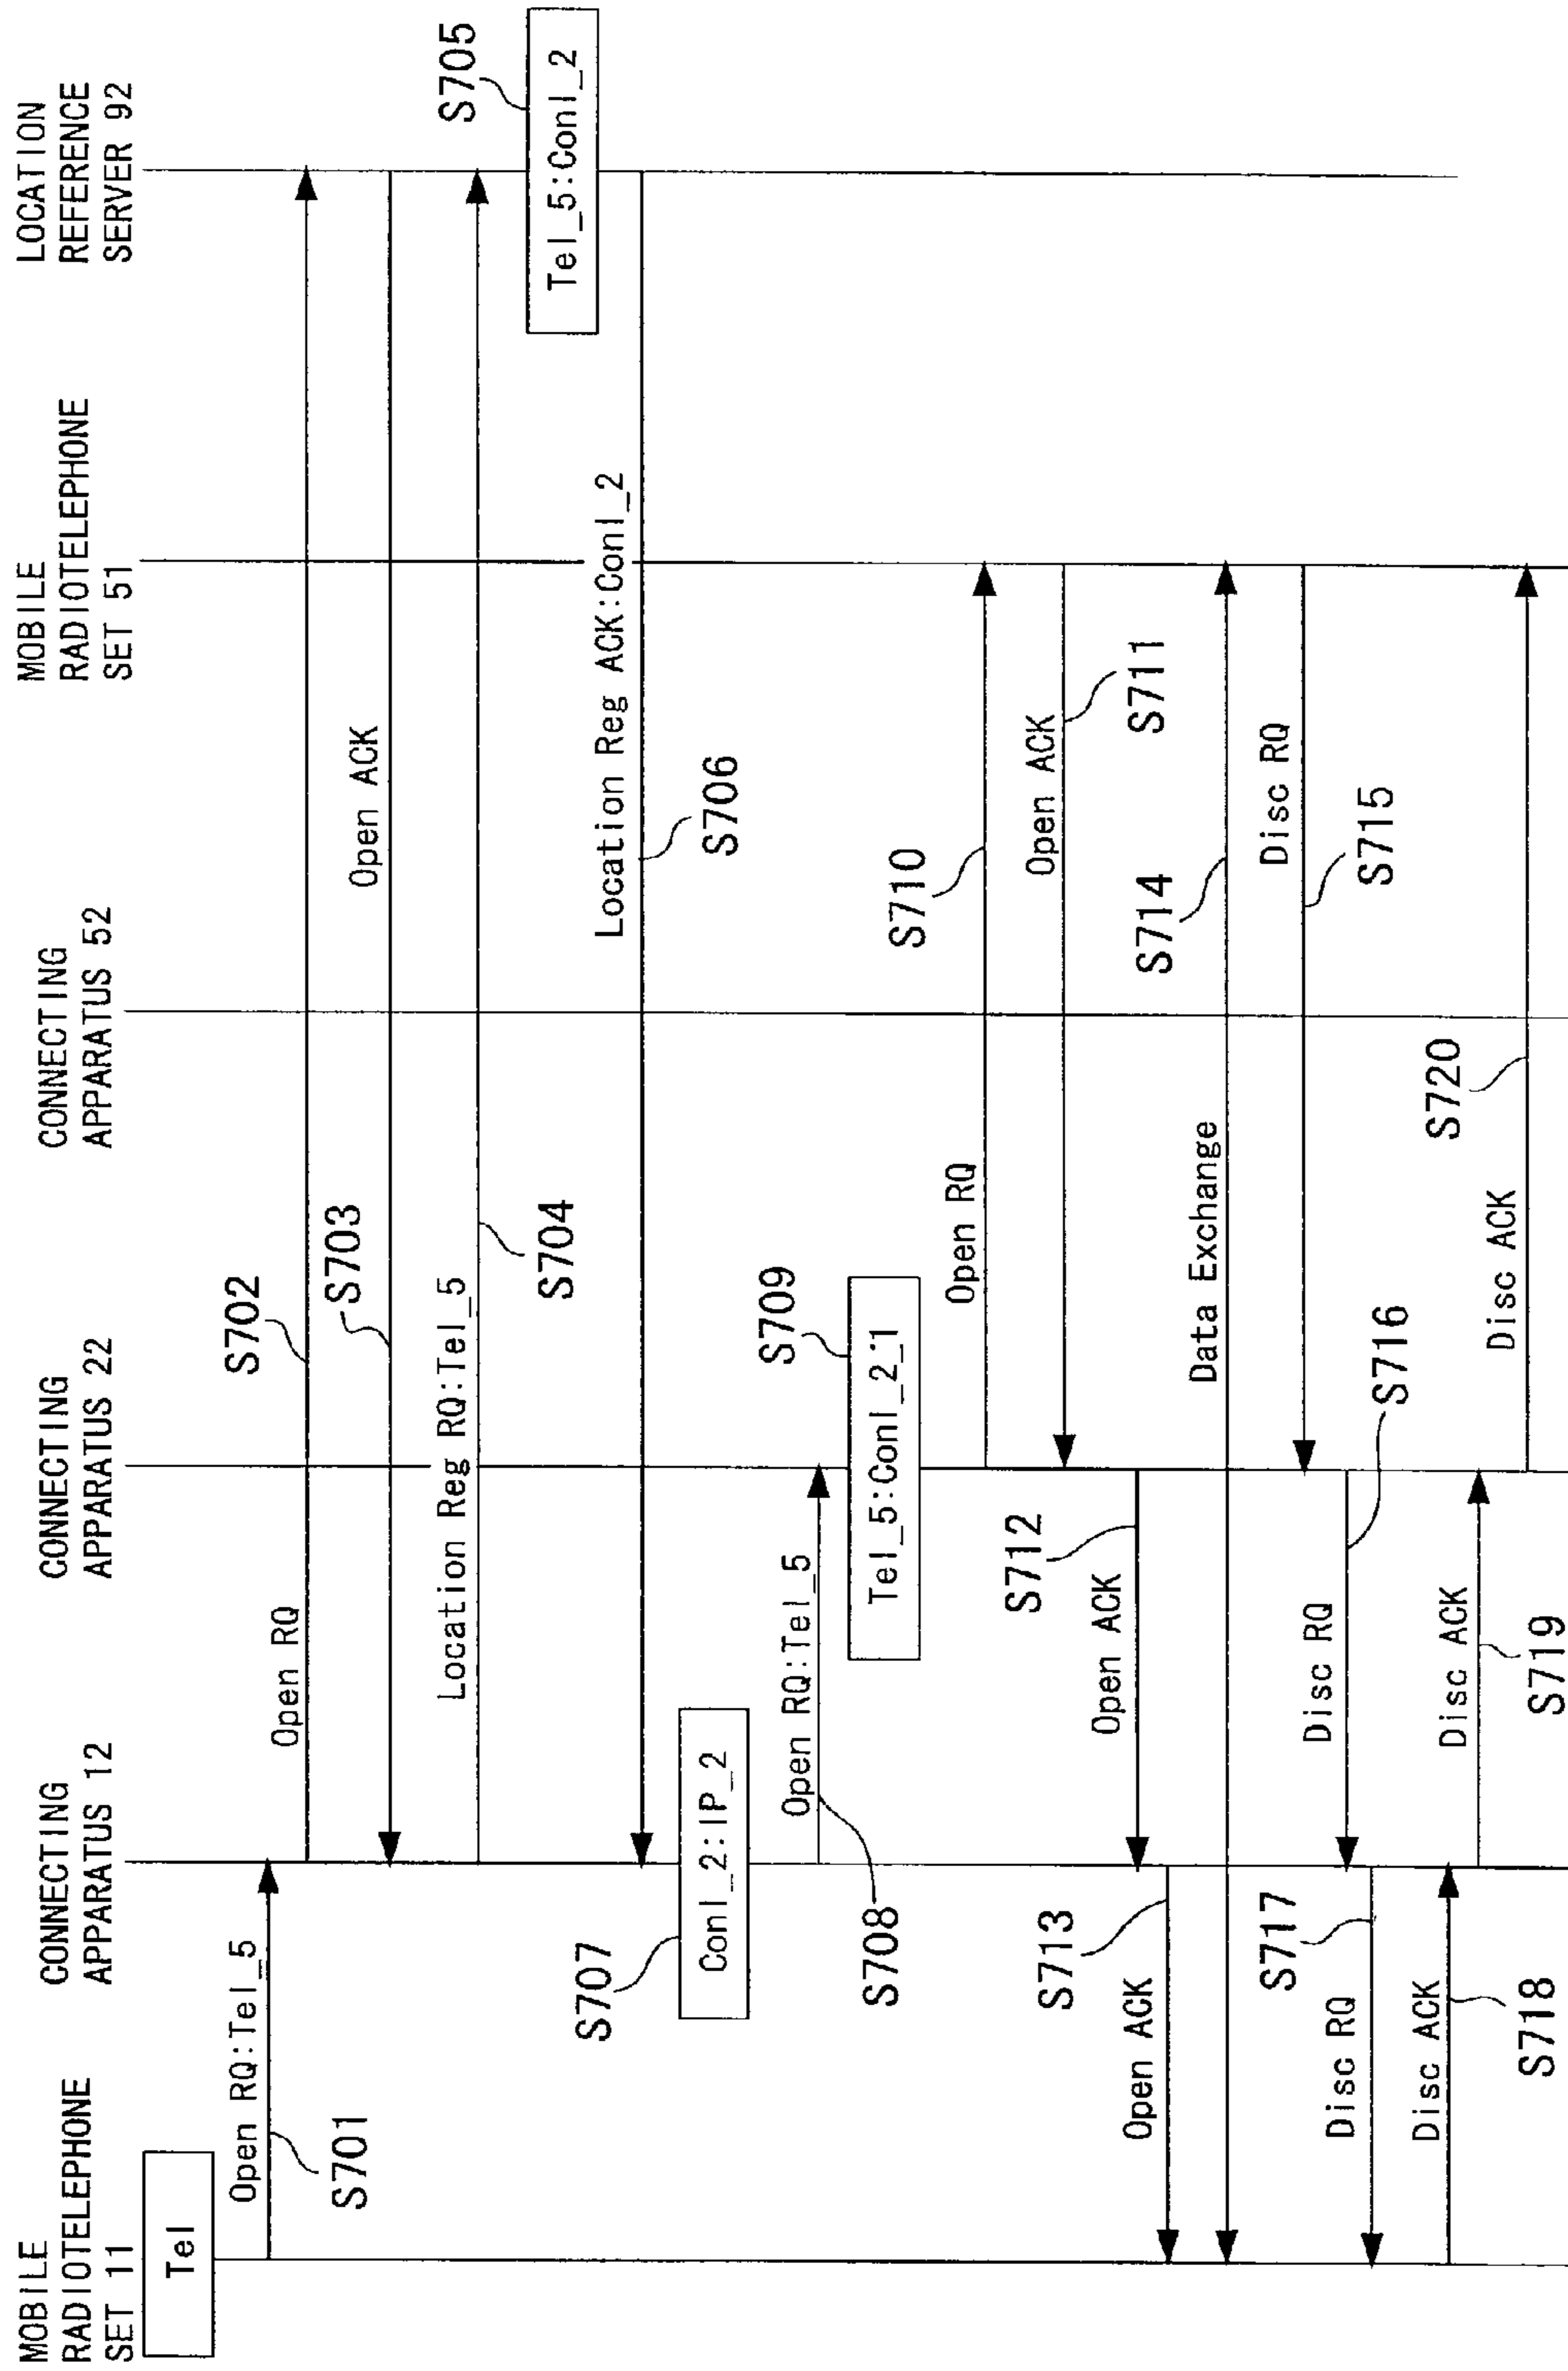 MOBILE
RADIOTELEPHONE
SET 11
CONNECTING
APPARATUS 12
CONNECTING
APPARATUS 22
CONNECTING
APPARATUS 52
MOBILE
RADIOTELEPHONE
SET 51
LOCATION
REFERENCE
SERVER 92
Tel
Open RQ:Tel_5
S701
Open RQ
S702
Open ACK
S703
Location Reg RQ:Tel_5
S704
S705
Tel_5:Conl_2
Location Reg ACK:Conl_2
S706
S707
Conl_2:IP_2
Open RQ:Tel_5
S708
S709
Tel_5:Conl_2_1
Open RQ
S710
Open ACK
S711
S712
Open ACK
S713
Open ACK
Data Exchange
S714
Disc RQ
S715
Disc RQ
S716
Disc RQ
S717
Disc ACK
S718
Disc ACK
S719
Disc ACK
S720